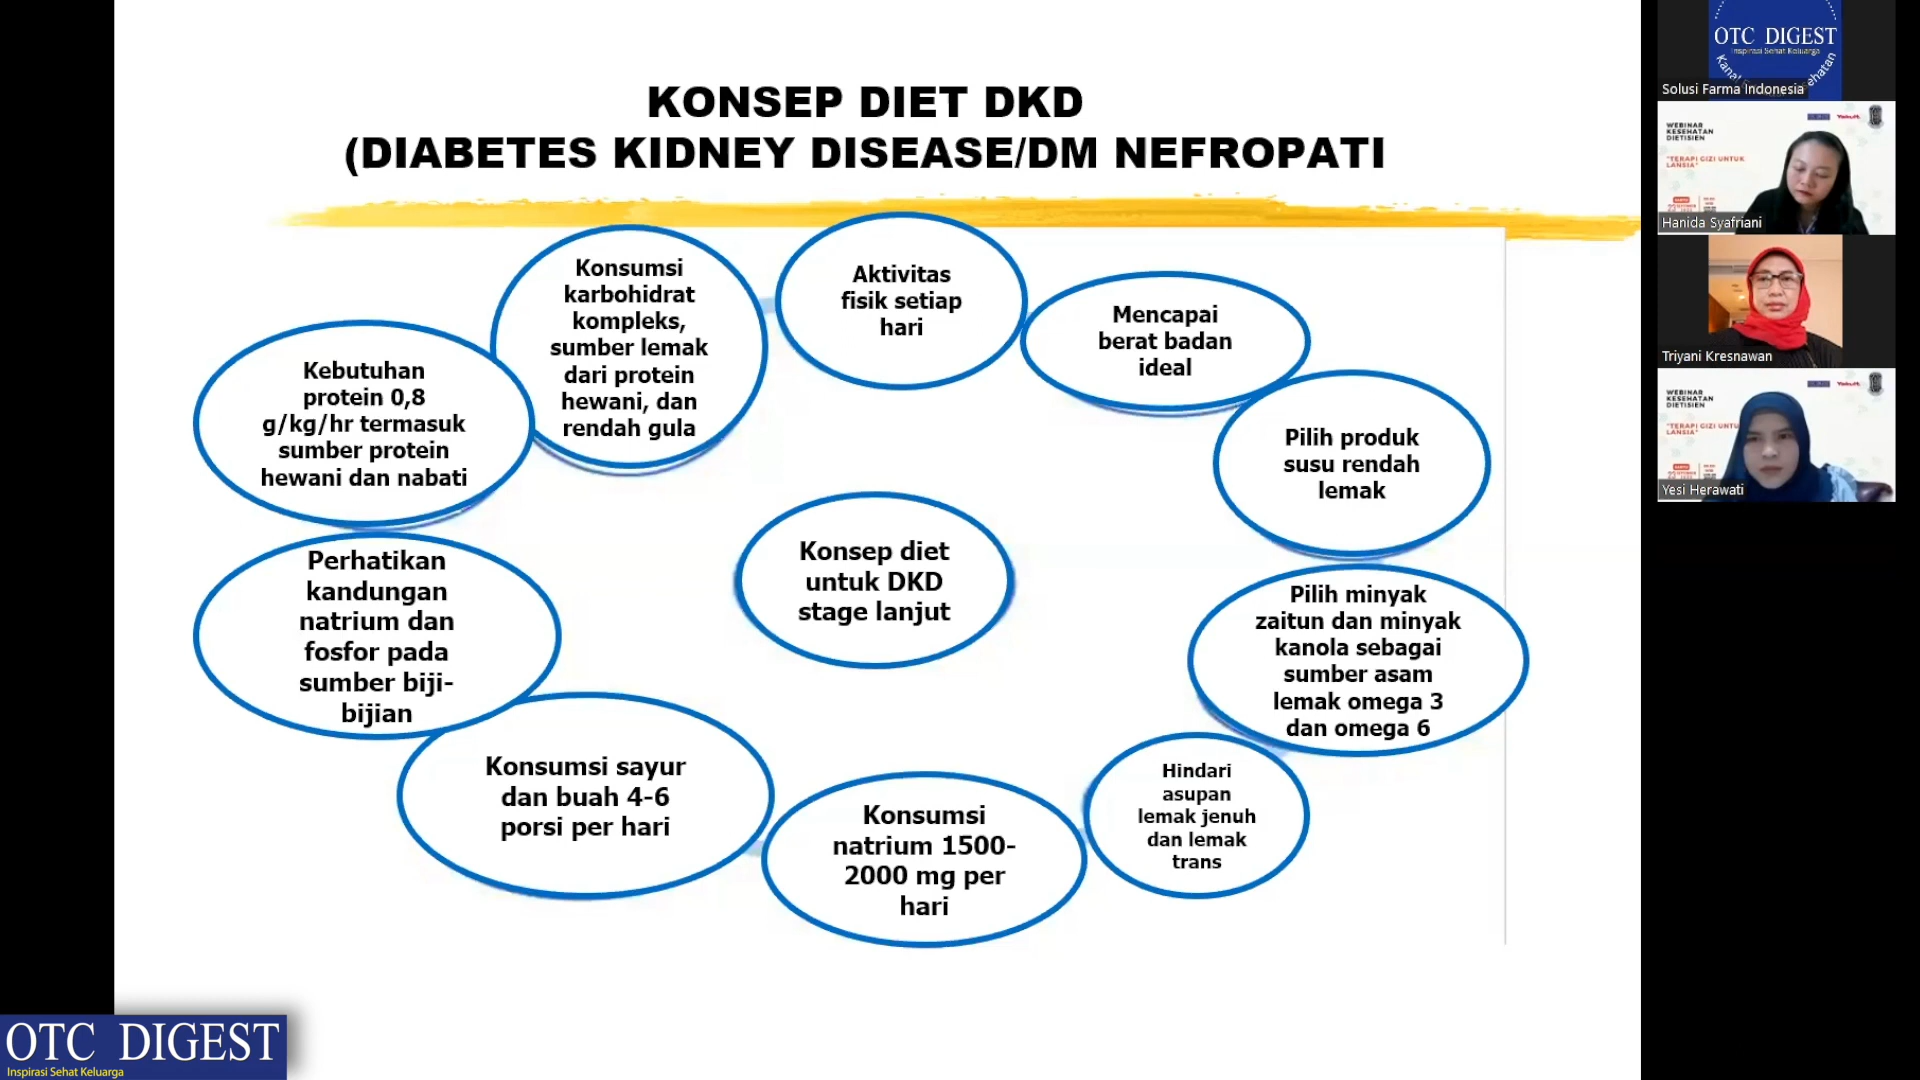 KONSEP DIET DKD
(DIABETES KIDNEY DISEASE/DM NEFROPATI
Konsumsi
karbohidrat
kompleks,
sumber lemak
dari protein
hewani, dan
rendah gula
Aktivitas
fisik setiap
hari
Mencapai
berat badan
ideal
Pilih produk
susu rendah
lemak
Pilih minyak
zaitun dan minyak
kanola sebagai
sumber asam
lemak omega 3
dan omega 6
Hindari
asupan
lemak jenuh
dan lemak
trans
Konsumsi
natrium 1500-
2000 mg per
hari
Konsumsi sayur
dan buah 4-6
porsi per hari
Perhatikan
kandungan
natrium dan
fosfor pada
sumber biji-
bijian
Kebutuhan
protein 0,8
g/kg/hr termasuk
sumber protein
hewani dan nabati
Konsep diet
untuk DKD
stage lanjut
OTC DIGEST
Inspirasi Sehat Keluarga
OTC DIGEST
Inspirasi Sehat Keluarga
Solusi Farma Indonesia
WEBINAR
KESEHATAN
DIETISIEN
"TERAPI GIZI UNTUK
LANSIA"
Hanida Syafriani
Triyani Kresnawan
WEBINAR
KESEHATAN
DIETISIEN
"TERAPI GIZI UNTU
LANSIA"
Yesi Herawati